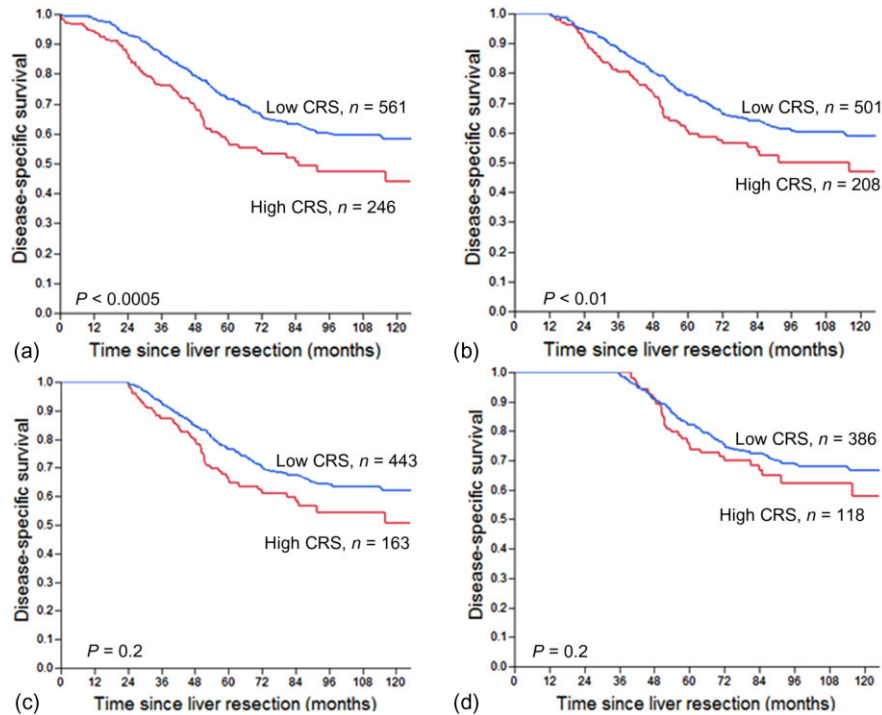 1.0
0.9
0.8
0.7
0.6
0.5
0.4
0.3
0.2
0.1
0.0
Disease-specific survival
Low CRS, n = 561
High CRS, n = 246
P < 0.0005
0 12 24 36 48 60 72 84 96 108 120
Time since liver resection (months)
(a)
1.0
0.9
0.8
0.7
0.6
0.5
0.4
0.3
0.2
0.1
0.0
Disease-specific survival
Low CRS, n = 501
High CRS, n = 208
P < 0.01
0 12 24 36 48 60 72 84 96 108 120
Time since liver resection (months)
(b)
1.0
0.9
0.8
0.7
0.6
0.5
0.4
0.3
0.2
0.1
0.0
Disease-specific survival
Low CRS, n = 443
High CRS, n = 163
P = 0.2
0 12 24 36 48 60 72 84 96 108 120
Time since liver resection (months)
(c)
1.0
0.9
0.8
0.7
0.6
0.5
0.4
0.3
0.2
0.1
0.0
Disease-specific survival
Low CRS, n = 386
High CRS, n = 118
P = 0.2
0 12 24 36 48 60 72 84 96 108 120
Time since liver resection (months)
(d)